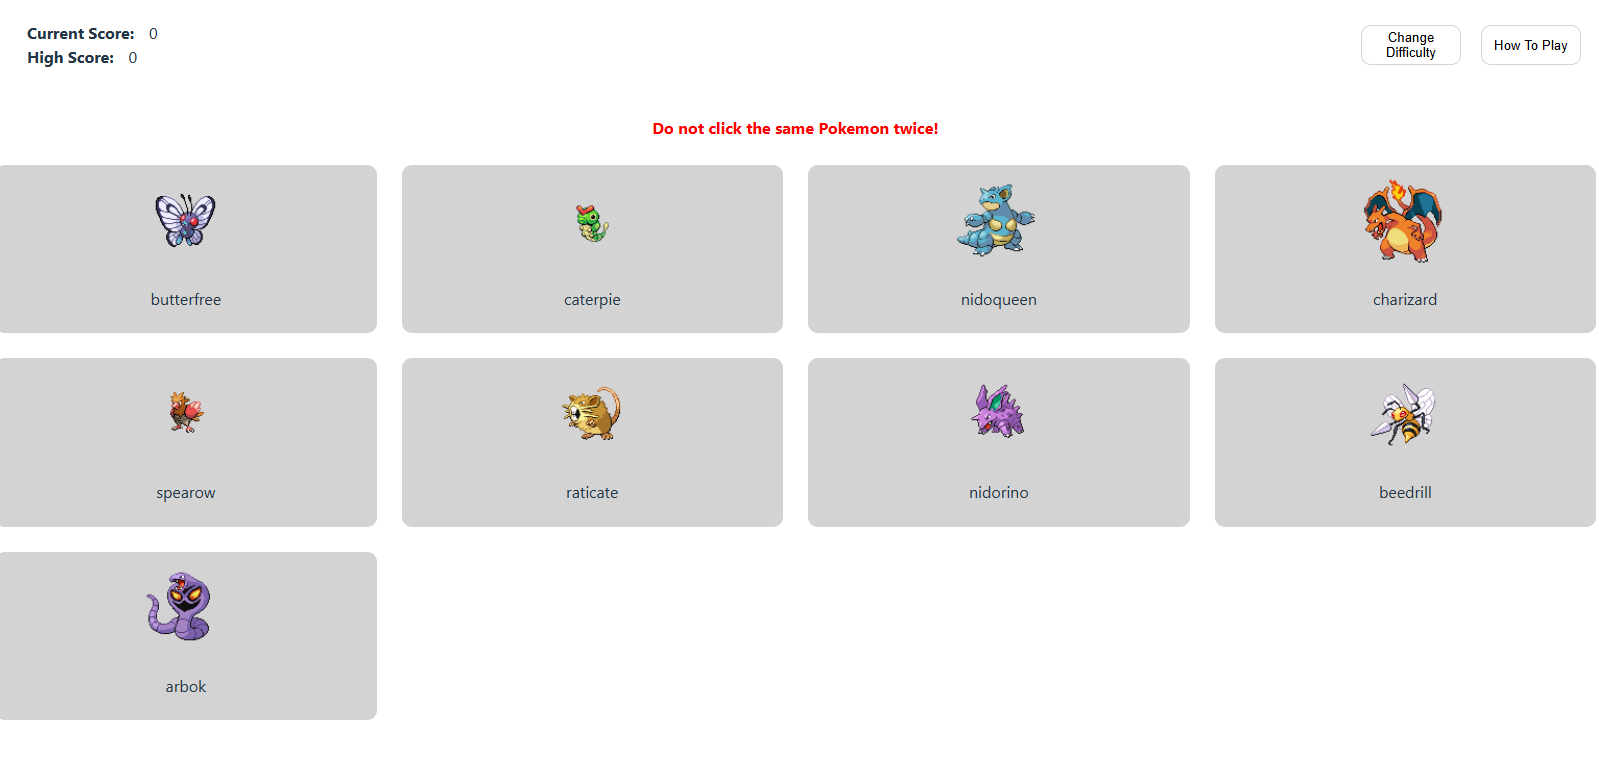 Current Score: 0
High Score: 0
Change
Difficulty
How To Play
Do not click the same Pokemon twice!
butterfree
caterpie
nidoqueen
charizard
spearow
raticate
nidorino
beedrill
arbok